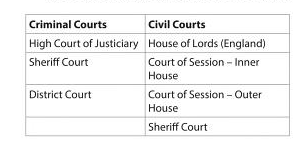 Criminal Courts Civil Courts
High Court of Justiciary House of Lords (England)
Sheriff Court Court of Session – Inner
House
District Court Court of Session – Outer
House
Sheriff Court